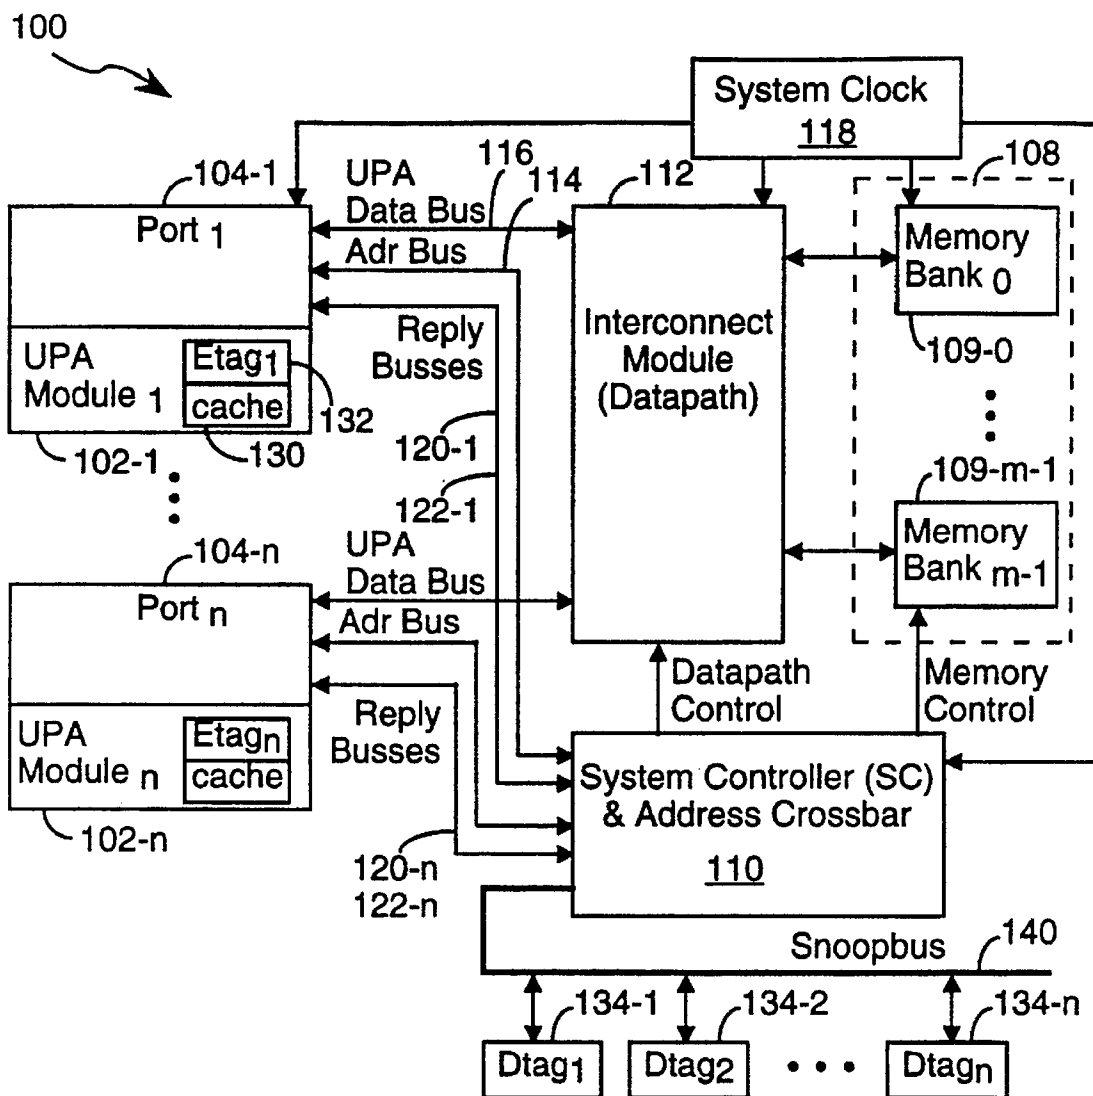 100
System Clock
118
104-1
116
114
112
108
UPA
Data Bus
Port 1
Adr Bus
Memory
Bank 0
Reply
Busses
Interconnect
Module
(Datapath)
UPA
Module 1
Etag1
cache
132
109-0
102-1
130
120-1
122-1
109-m-1
Memory
Bank m-1
104-n
UPA
Data Bus
Port n
Adr Bus
Datapath
Control
Memory
Control
Reply
Busses
UPA
Module n
Etagn
cache
System Controller (SC)
& Address Crossbar
110
102-n
120-n
122-n
Snoopbus
140
134-1
134-2
134-n
Dtag1
Dtag2
Dtagn